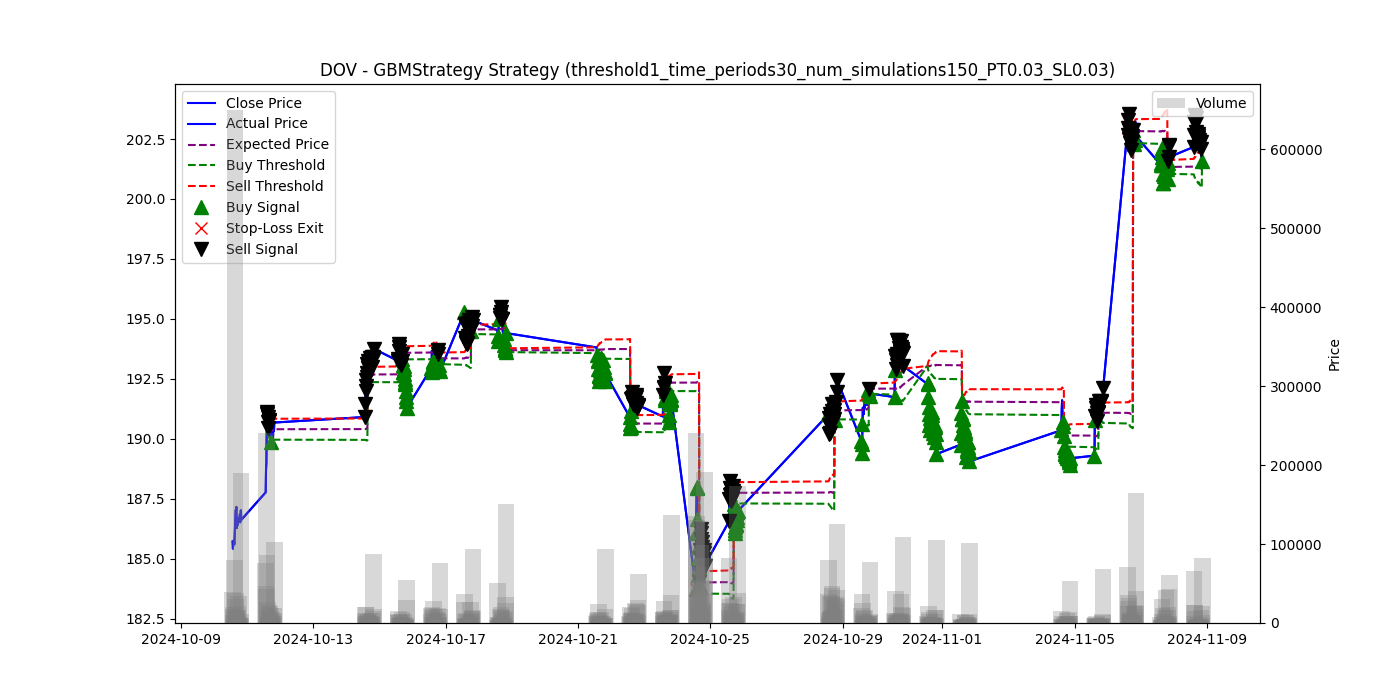 DOV - GBMStrategy Strategy (threshold1_time_periods30_num_simulations150_PT0.03_SL0.03)
Close Price
Actual Price
Expected Price
Buy Threshold
Sell Threshold
Buy Signal
Stop-Loss Exit
Sell Signal
Volume
202.5
200.0
197.5
195.0
192.5
190.0
187.5
185.0
182.5
600000
500000
400000
300000
200000
100000
0
Price
2024-10-09
2024-10-13
2024-10-17
2024-10-21
2024-10-25
2024-10-29
2024-11-01
2024-11-05
2024-11-09